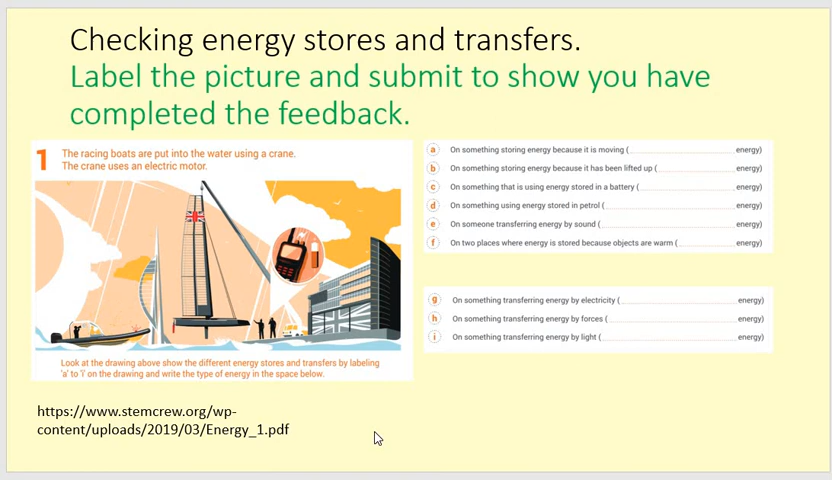 Checking energy stores and transfers.
Label the picture and submit to show you have
completed the feedback.
1 The racing boats are put into the water using a crane.
The crane uses an electric motor.
Look at the drawing above show the different energy stores and transfers by labeling
'a' to 'i' on the drawing and write the type of energy in the space below.
https://www.stemcrew.org/wp-
content/uploads/2019/03/Energy_1.pdf
a On something storing energy because it is moving (........................................ energy)
b On something storing energy because it has been lifted up (........................................ energy)
c On something that is using energy stored in a battery (........................................ energy)
d On something using energy stored in petrol (........................................ energy)
e On someone transferring energy by sound (........................................ energy)
f On two places where energy is stored because objects are warm (........................................ energy)
g On something transferring energy by electricity (........................................ energy)
h On something transferring energy by forces (........................................ energy)
i On something transferring energy by light (........................................ energy)